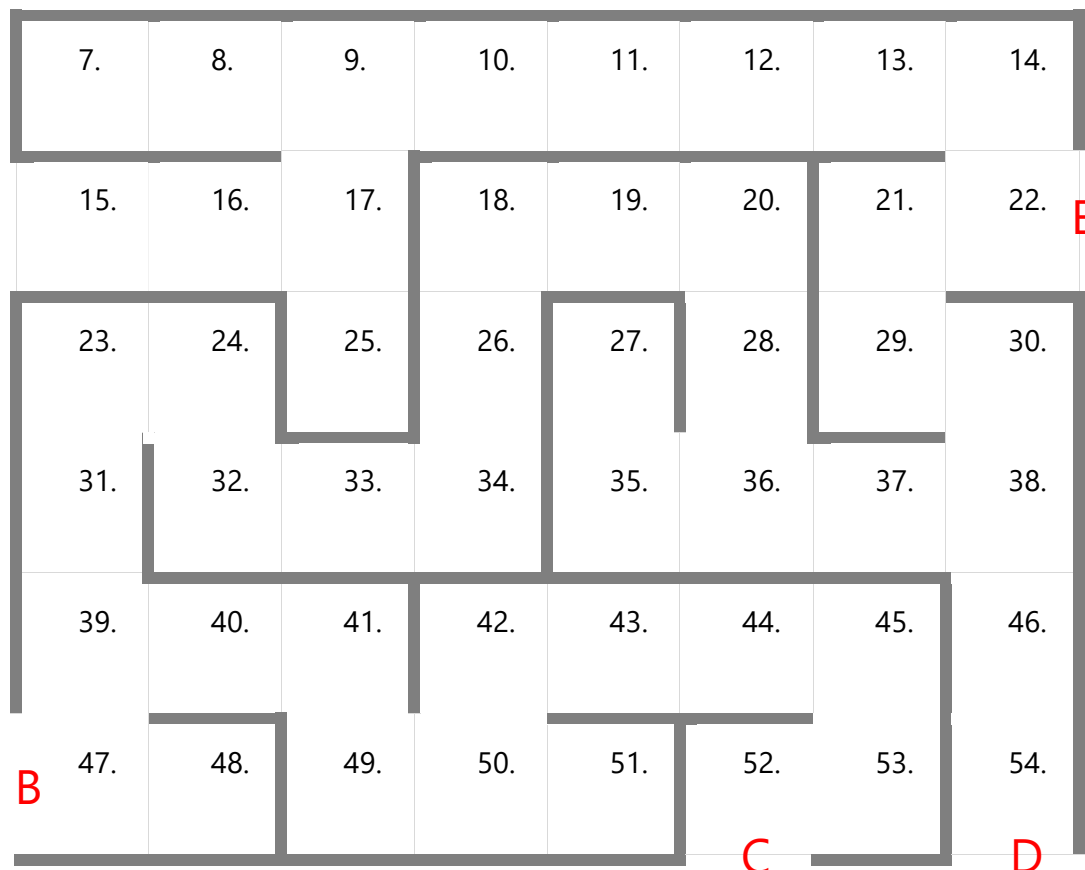 7. 8. 9. 10. 11. 12. 13. 14.
15. 16. 17. 18. 19. 20. 21. 22.
E
23. 24. 25. 26. 27. 28. 29. 30.
31. 32. 33. 34. 35. 36. 37. 38.
39. 40. 41. 42. 43. 44. 45. 46.
47. 48. 49. 50. 51. 52. 53. 54.
B
C D